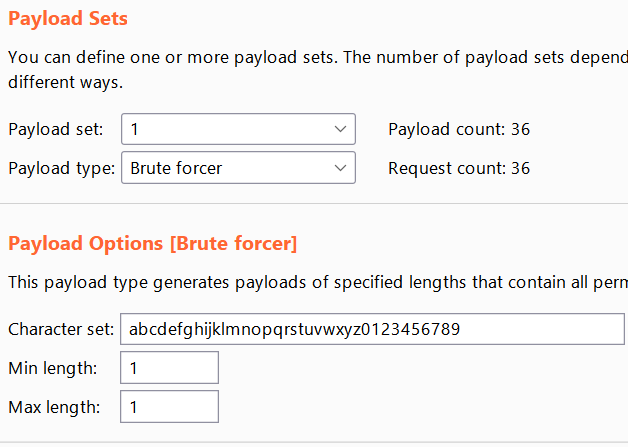 Payload Sets
You can define one or more payload sets. The number of payload sets depend
different ways.
Payload set: 1 Payload count: 36
Payload type: Brute forcer Request count: 36
Payload Options [Brute forcer]
This payload type generates payloads of specified lengths that contain all perm
Character set: abcdefghijklmnopqrstuvwxyz0123456789
Min length: 1
Max length: 1